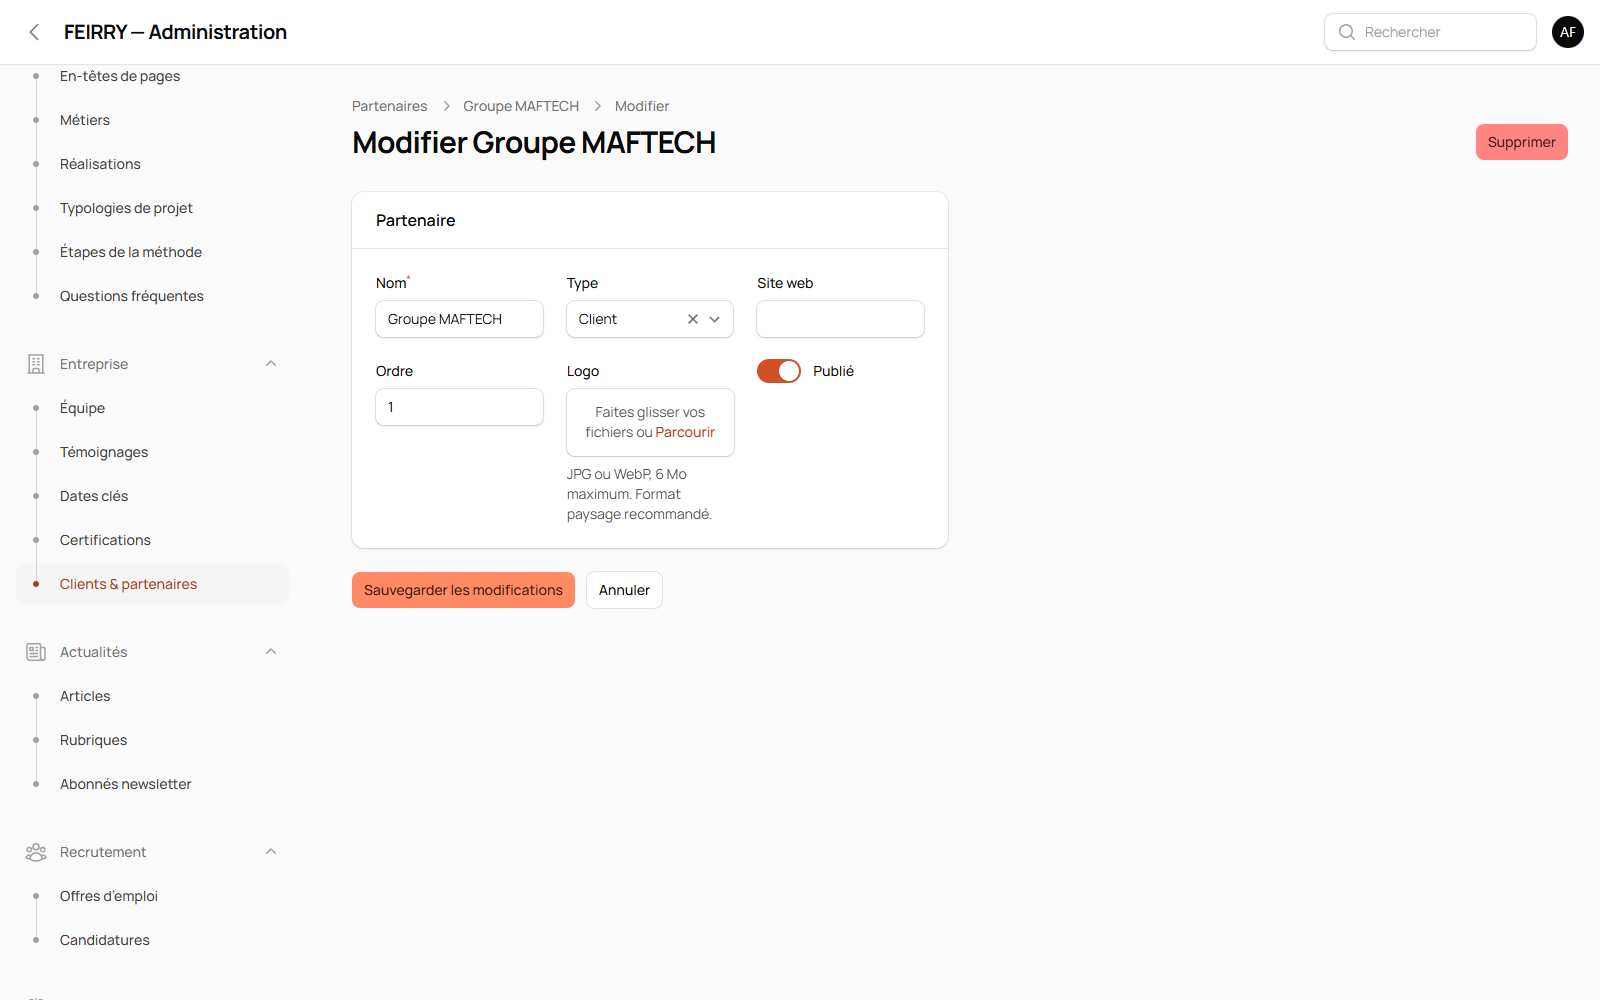 FEIRRY — Administration
Rechercher
AF
En-têtes de pages
Métiers
Réalisations
Typologies de projet
Étapes de la méthode
Questions fréquentes
Entreprise
Équipe
Témoignages
Dates clés
Certifications
Clients & partenaires
Actualités
Articles
Rubriques
Abonnés newsletter
Recrutement
Offres d'emploi
Candidatures
Partenaires > Groupe MAFTECH > Modifier
Modifier Groupe MAFTECH
Supprimer
Partenaire
Nom*
Groupe MAFTECH
Type
Client
Site web
Ordre
1
Logo
Faites glisser vos
fichiers ou Parcourir
JPG ou WebP, 6 Mo
maximum. Format
paysage recommandé.
Publié
Sauvegarder les modifications
Annuler